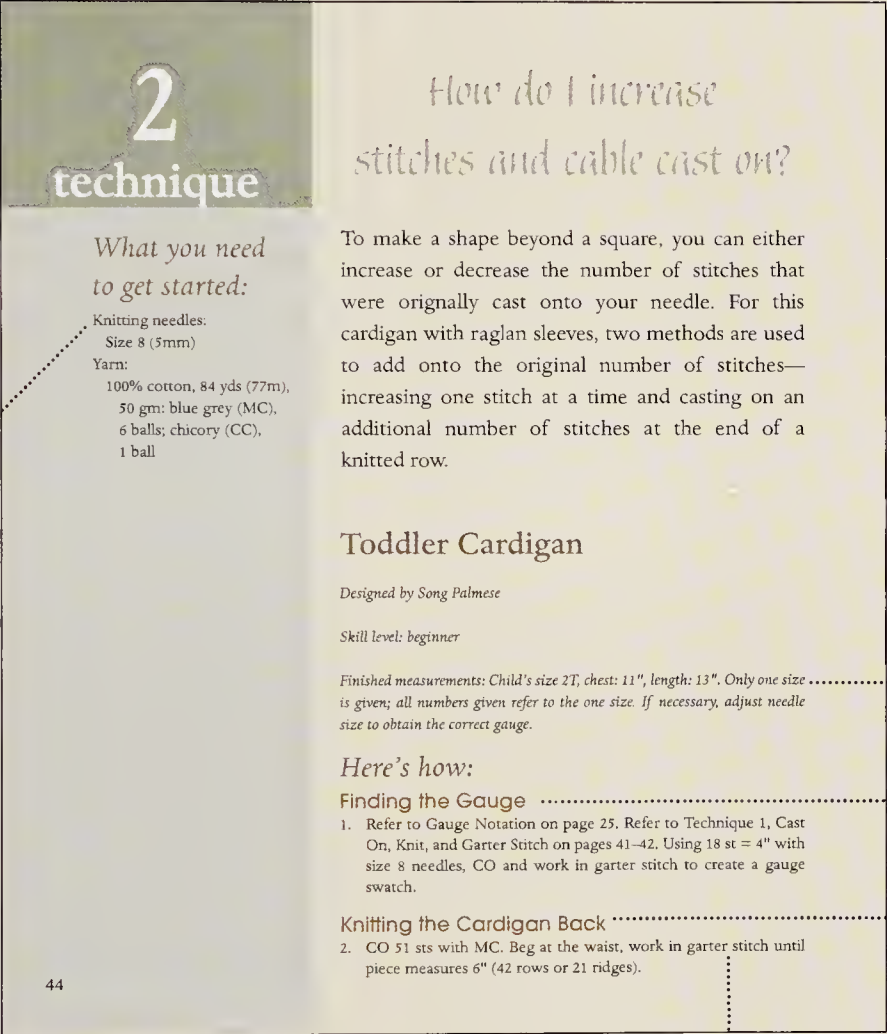 2
technique
How do I increase
stitches and cable cast on?
What you need
to get started:
Knitting needles:
Size 8 (5mm)
Yarn:
100% cotton, 84 yds (77m),
50 gm: blue grey (MC),
6 balls; chicory (CC),
1 ball
To make a shape beyond a square, you can either
increase or decrease the number of stitches that
were orignally cast onto your needle. For this
cardigan with raglan sleeves, two methods are used
to add onto the original number of stitches—
increasing one stitch at a time and casting on an
additional number of stitches at the end of a
knitted row.
Toddler Cardigan
Designed by Song Palmese
Skill level: beginner
Finished measurements: Child's size 2T, chest: 11", length: 13". Only one size
is given; all numbers given refer to the one size. If necessary, adjust needle
size to obtain the correct gauge.
Here's how:
Finding the Gauge
1. Refer to Gauge Notation on page 25. Refer to Technique 1, Cast
On, Knit, and Garter Stitch on pages 41–42. Using 18 st = 4" with
size 8 needles, CO and work in garter stitch to create a gauge
swatch.
Knitting the Cardigan Back
2. CO 51 sts with MC. Beg at the waist, work in garter stitch until
piece measures 6" (42 rows or 21 ridges).
44